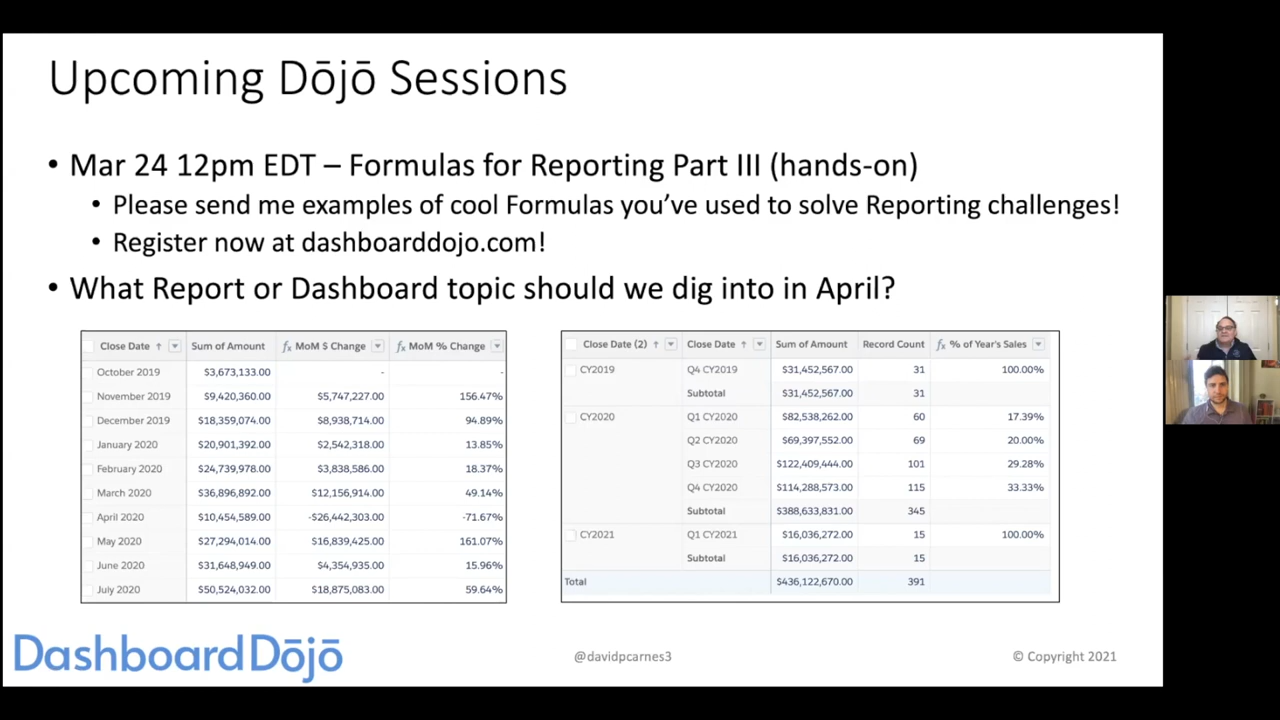 Upcoming Dōjō Sessions
• Mar 24 12pm EDT – Formulas for Reporting Part III (hands-on)
• Please send me examples of cool Formulas you’ve used to solve Reporting challenges!
• Register now at dashboarddojo.com!
• What Report or Dashboard topic should we dig into in April?
Close Date ↑ Sum of Amount fx MoM $ Change fx MoM % Change
October 2019 $3,673,133.00 - -
November 2019 $9,420,360.00 $5,747,227.00 156.47%
December 2019 $18,359,074.00 $8,938,714.00 94.89%
January 2020 $20,901,392.00 $2,542,318.00 13.85%
February 2020 $24,739,978.00 $3,838,586.00 18.37%
March 2020 $36,896,892.00 $12,156,914.00 49.14%
April 2020 $10,454,589.00 -$26,442,303.00 -71.67%
May 2020 $27,294,014.00 $16,839,425.00 161.07%
June 2020 $31,648,949.00 $4,354,935.00 15.96%
July 2020 $50,524,032.00 $18,875,083.00 59.64%
Close Date (2) ↑ Close Date ↑ Sum of Amount Record Count fx % of Year's Sales
CY2019 Q4 CY2019 $31,452,567.00 31 100.00%
Subtotal $31,452,567.00 31
CY2020 Q1 CY2020 $82,538,262.00 60 17.39%
Q2 CY2020 $69,397,552.00 69 20.00%
Q3 CY2020 $122,409,444.00 101 29.28%
Q4 CY2020 $114,288,573.00 115 33.33%
Subtotal $388,633,831.00 345
CY2021 Q1 CY2021 $16,036,272.00 15 100.00%
Subtotal $16,036,272.00 15
Total $436,122,670.00 391
DashboardDōjō
@davidpcarnes3
© Copyright 2021